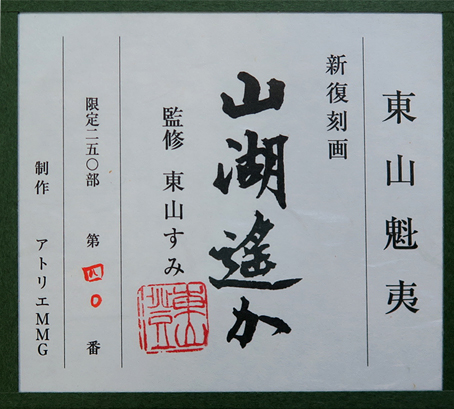 東山魁夷
新復刻画
山湖遙か
監修 東山すみ
限定二五〇部 第四〇番
制作 アトリエMMG